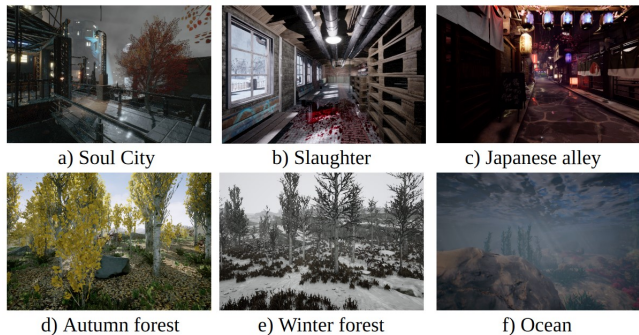 a) Soul City
b) Slaughter
c) Japanese alley
d) Autumn forest
e) Winter forest
f) Ocean